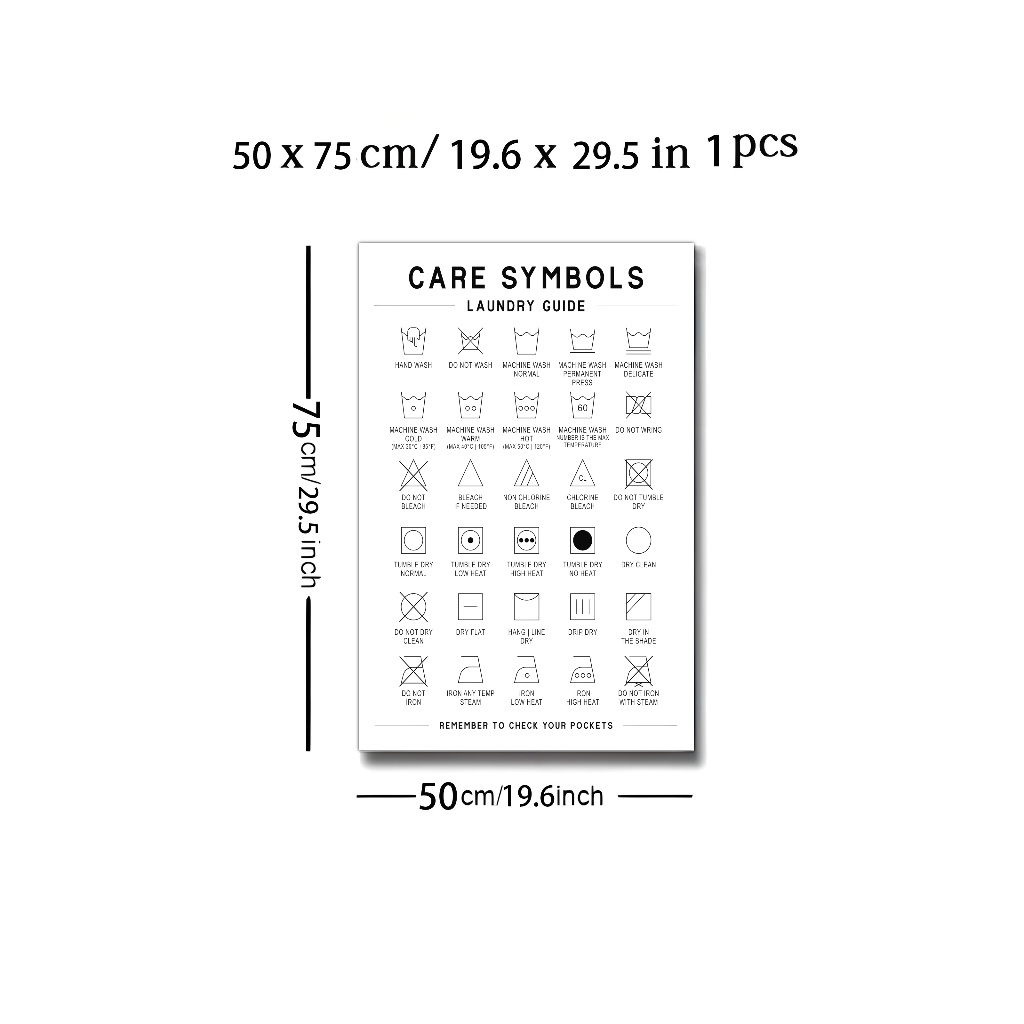 50 x 75 cm/ 19.6 x 29.5 in 1 pcs
CARE SYMBOLS
LAUNDRY GUIDE
HAND WASH
DO NOT WASH
MACHINE WASH
NORMAL
MACHINE WASH
PERMANENT
PRESS
MACHINE WASH
DELICATE
MACHINE WASH
COLD
(MAX 30°C | 85°F)
MACHINE WASH
WARM
(MAX 40°C | 105°F)
MACHINE WASH
HOT
(MAX 50°C | 120°F)
60
MACHINE WASH
NUMBER IS THE MAX
TEMPERATURE
DO NOT WRING
DO NOT
BLEACH
BLEACH
IF NEEDED
NON CHLORINE
BLEACH
CL
CHLORINE
BLEACH
DO NOT TUMBLE
DRY
TUMBLE DRY
NORMAL
TUMBLE DRY
LOW HEAT
TUMBLE DRY
HIGH HEAT
TUMBLE DRY
NO HEAT
DRY CLEAN
DO NOT DRY
CLEAN
DRY FLAT
HANG | LINE
DRY
DRIP DRY
DRY IN
THE SHADE
DO NOT
IRON
IRON ANY TEMP
STEAM
IRON
LOW HEAT
IRON
HIGH HEAT
DO NOT IRON
WITH STEAM
REMEMBER TO CHECK YOUR POCKETS
75cm/29.5inch
50cm/19.6inch